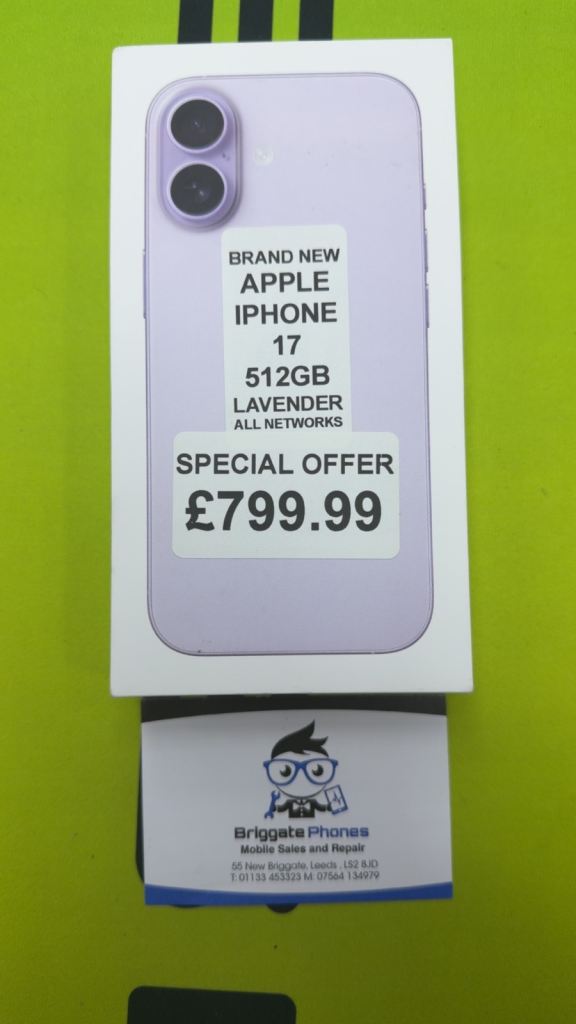 BRAND NEW
APPLE
IPHONE
17
512GB
LAVENDER
ALL NETWORKS
SPECIAL OFFER
£799.99
Briggate Phones
Mobile Sales and Repair
55 New Briggate, Leeds , LS2 8JD
T: 01133 453323 M: 07564 134979